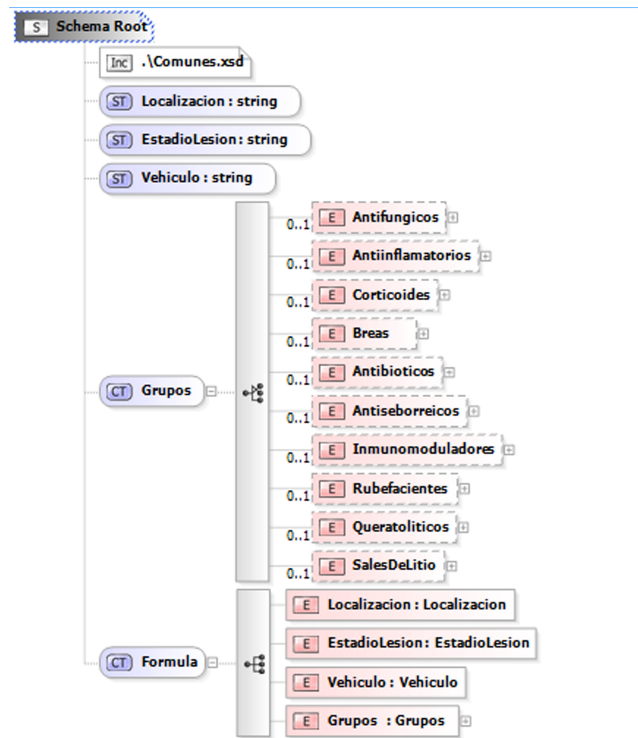 S Schema Root
Inc .\Comunes.xsd
ST Localizacion : string
ST EstadioLesion : string
ST Vehiculo : string
0..1 E Antifungicos
0..1 E Antiinflamatorios
0..1 E Corticoides
0..1 E Breas
0..1 E Antibioticos
CT Grupos
0..1 E Antiseborreicos
0..1 E Inmunomoduladores
0..1 E Rubefacientes
0..1 E Queratoliticos
0..1 E SalesDeLitio
E Localizacion : Localizacion
E EstadioLesion : EstadioLesion
CT Formula
E Vehiculo : Vehiculo
E Grupos : Grupos